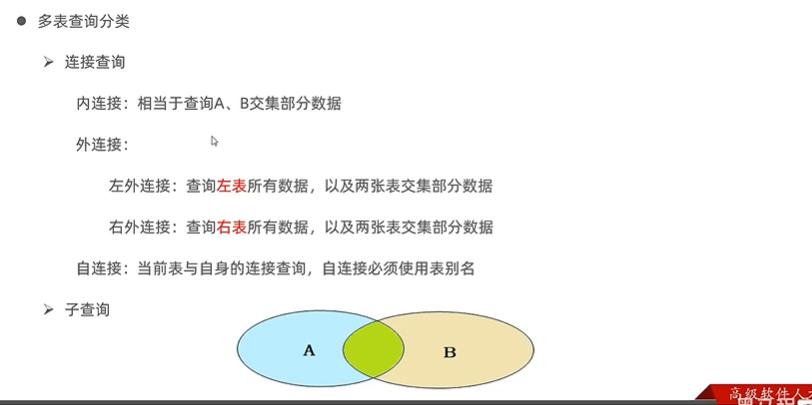 多表查询分类
连接查询
内连接：相当于查询A、B交集部分数据
外连接：
左外连接：查询左表所有数据，以及两张表交集部分数据
右外连接：查询右表所有数据，以及两张表交集部分数据
自连接：当前表与自身的连接查询，自连接必须使用表别名
子查询
A
B
高级软件人